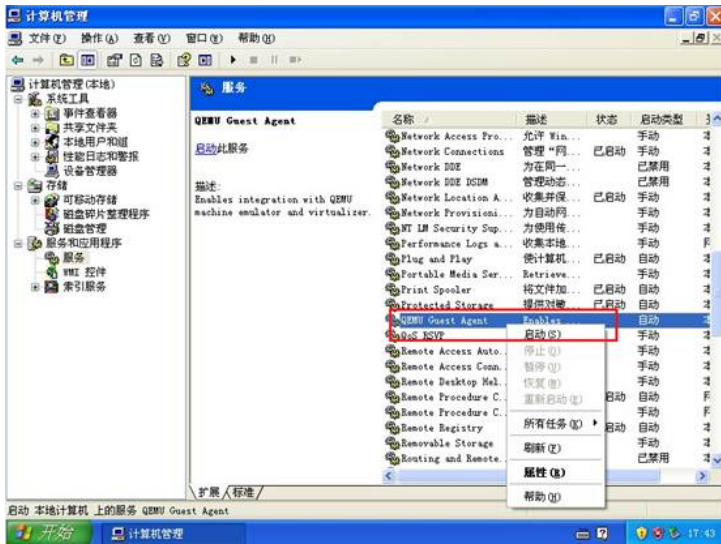 计算机管理
文件(F) 操作(A) 查看(V) 窗口(W) 帮助(H)
计算机管理(本地)
系统工具
事件查看器
共享文件夹
本地用户和组
性能日志和警报
设备管理器
存储
可移动存储
磁盘碎片整理程序
磁盘管理
服务和应用程序
服务
WMI 控件
索引服务
服务
QEMU Guest Agent
启动此服务
描述:
Enables integration with QEMU
machine emulator and virtualizer.
名称 描述 状态 启动类型
Network Access Pro... 允许 Win... 手动
Network Connections 管理“网... 已启动 手动
Network DDE 为在同一... 已禁用
Network DDE DSDM 管理动态... 已禁用
Network Location A... 收集并保... 已启动 手动
Network Provisioni... 为自动网... 手动
NT LM Security Sup... 为使用传... 手动
Performance Logs a... 收集本地... 手动
Plug and Play 使计算机... 已启动 自动
Portable Media Ser... Retrieve... 手动
Print Spooler 将文件加... 已启动 自动
Protected Storage 提供对敏... 已启动 自动
QEMU Guest Agent Enables ... 自动
QoS RSVP 手动
Remote Access Auto... 手动
Remote Access Conn... 手动
Remote Desktop Hel... 手动
Remote Procedure C... 启动 自动
Remote Procedure C... 手动
Remote Registry 启动 自动
Removable Storage 手动
Routing and Remote... 已禁用
启动(S)
停止(O)
暂停(U)
恢复(M)
重新启动(E)
所有任务(K)
刷新(F)
属性(R)
帮助(H)
扩展 标准
启动 本地计算机 上的服务 QEMU Guest Agent
开始 计算机管理 17:43